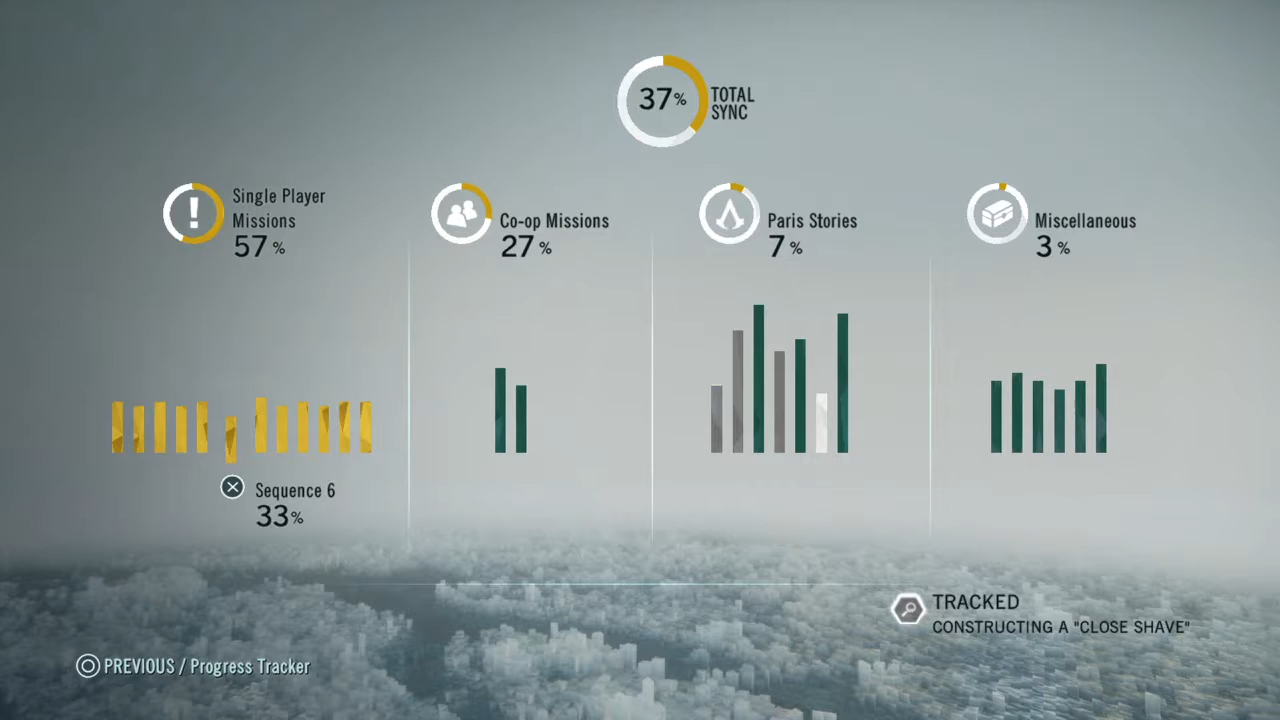 37%
TOTAL
SYNC
Single Player
Missions
57%
Co-op Missions
27%
Paris Stories
7%
Miscellaneous
3%
Sequence 6
33%
TRACKED
CONSTRUCTING A "CLOSE SHAVE"
PREVIOUS / Progress Tracker